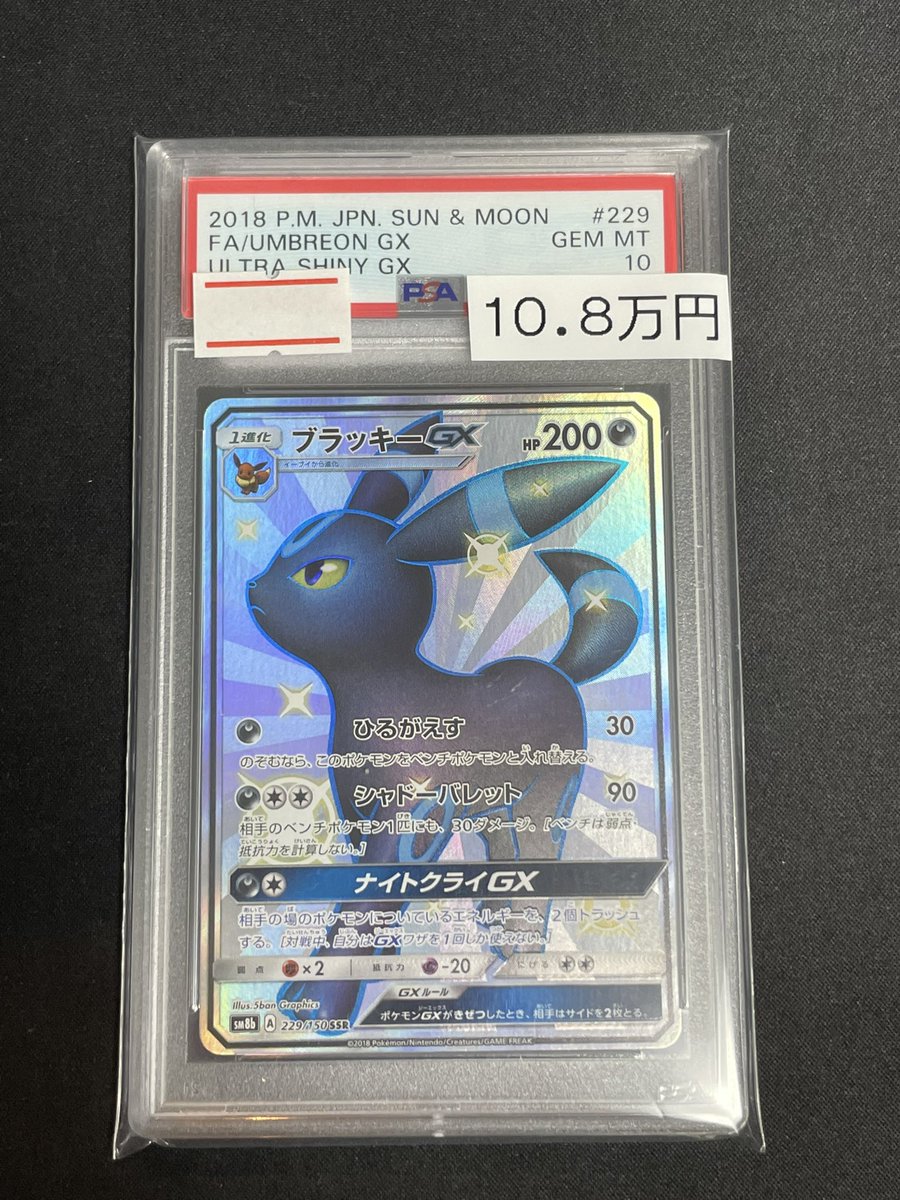 2018 P.M. JPN. SUN & MOON #229
FA/UMBREON GX GEM MT
ULTRA SHINY GX 10
PSA
10.8万円
1進化 ブラッキーGX HP 200
イーブイから進化
ひるがえす 30
のぞむなら、このポケモンをベンチポケモンと入れ替える。
シャドーバレット 90
相手のベンチポケモン1匹にも、30ダメージ。[ベンチは弱点・
抵抗力を計算しない。]
ナイトクライGX
相手の場のポケモンについているエネルギーを、2個トラッシュ
する。[対戦中、自分はGXワザを1回しか使えない。]
弱点 ×2 抵抗力 -20 にげる
GXルール
ポケモンGXがきぜつしたとき、相手はサイドを2枚とる。
Illus. 5ban Graphics
sm8b A 229/150 SSR
©2018 Pokémon/Nintendo/Creatures/GAME FREAK